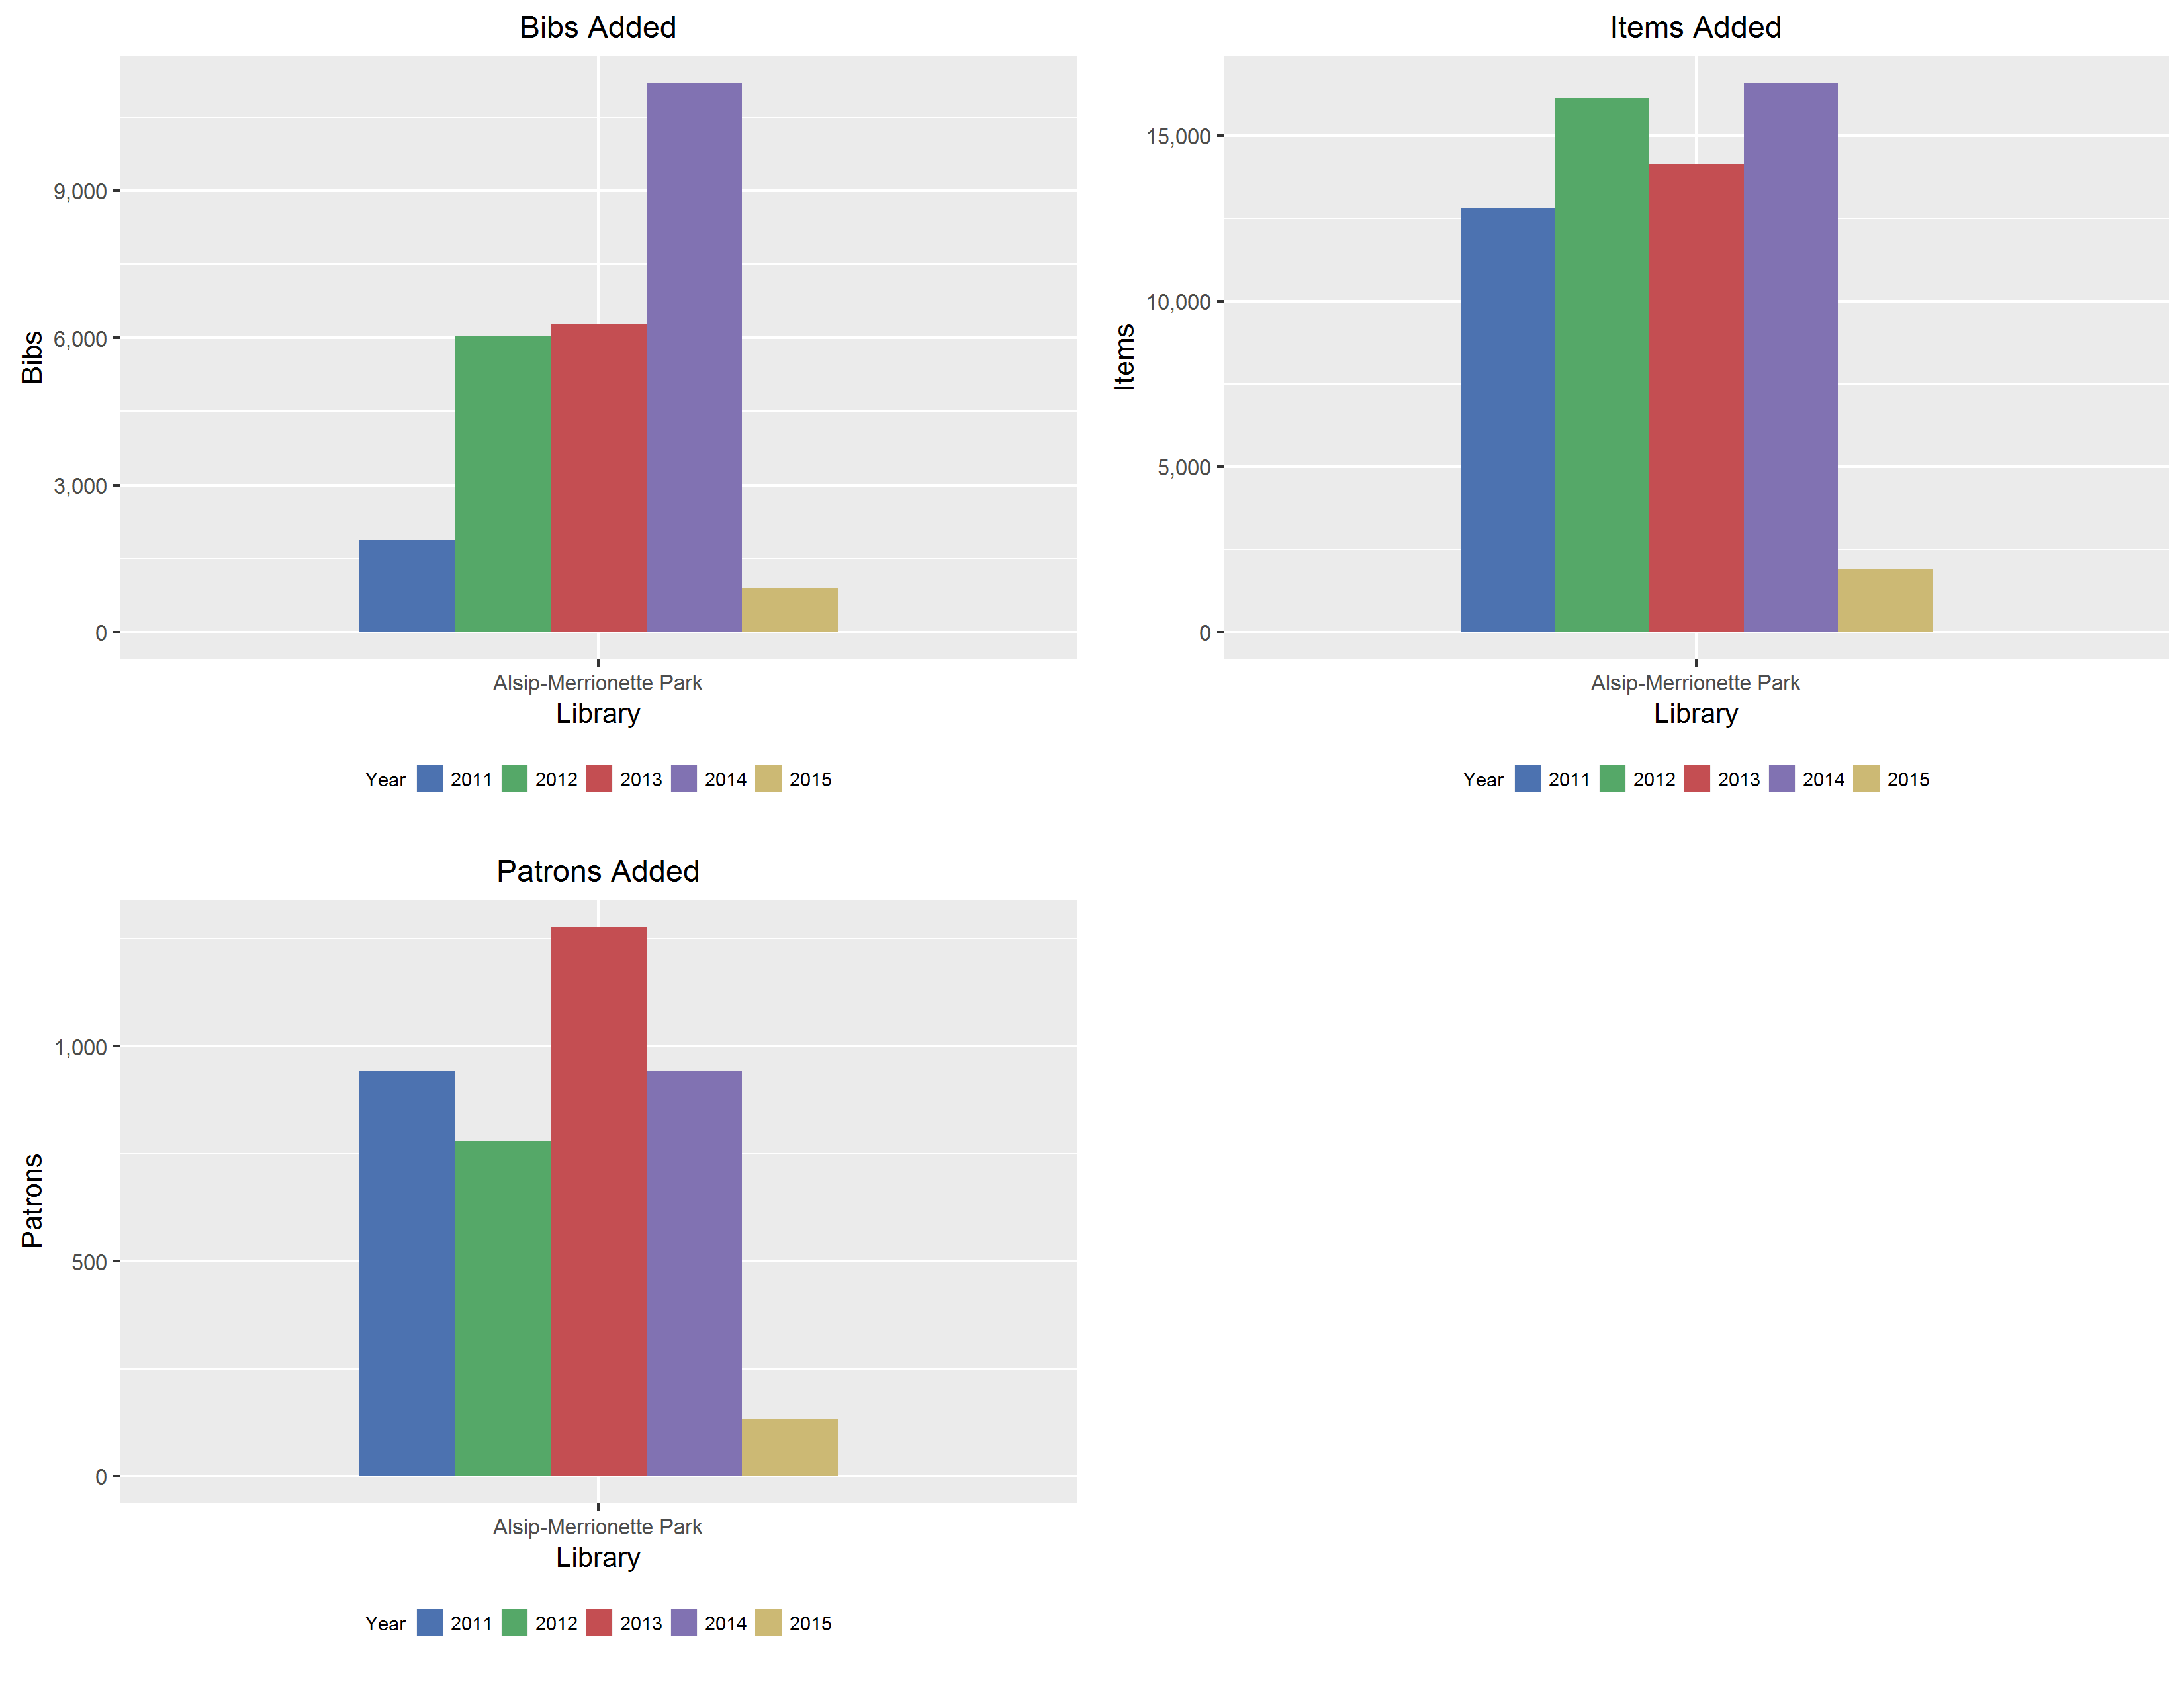 Bibs Added
Bibs
9,000
6,000
3,000
0
Alsip-Merrionette Park
Library
Year 2011 2012 2013 2014 2015
Items Added
Items
15,000
10,000
5,000
0
Alsip-Merrionette Park
Library
Year 2011 2012 2013 2014 2015
Patrons Added
Patrons
1,000
500
0
Alsip-Merrionette Park
Library
Year 2011 2012 2013 2014 2015